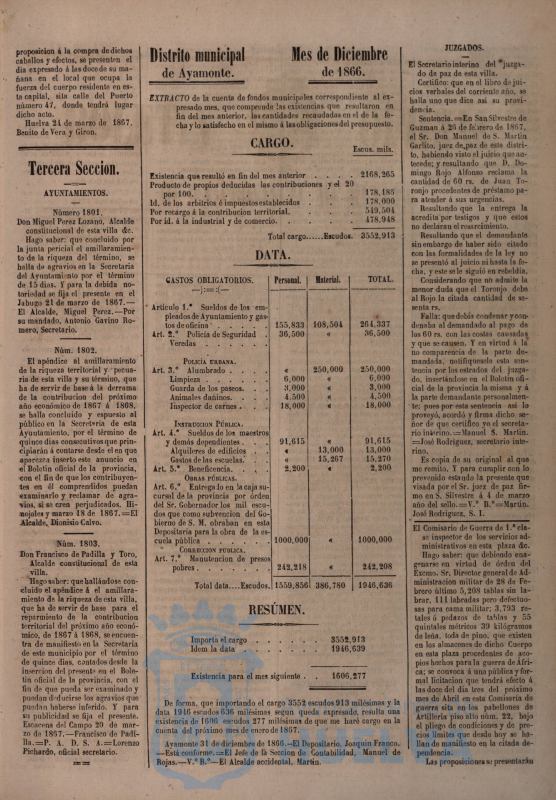 proposicion á la compra de dichos
caballos y efectos, se presenten el
dia expresado á las doce de su ma-
ñana en el local que ocupa la
fuerza del cuerpo residente en es-
ta capital, sita calle del Puerto
número 47, donde tendrá lugar
dicho acto.
Huelva 24 de marzo de 1867.
Benito de Vera y Giron.
Tercera Seccion.
AYUNTAMIENTOS.
Número 1801.
Don Miguel Perez Lozano, Alcalde
constitucional de esta villa &c.
Hago saber: que concluido por
la junta pericial el amillaramien-
to de la riqueza del término, se
halla de agravios en la Secretaría
del Ayuntamiento por el término
de 15 dias. Y para la debida no-
toriedad se fija el presente en el
Jabugo 21 de marzo de 1867.—
El Alcalde, Miguel Perez.—Por
su mandado, Antonio Gavino Ro-
mero, Secretario.
Núm. 1802.
El apéndice al amillaramiento
de la riqueza territorial y pecua-
ria de esta villa y su término, que
ha de servir de base á la derrama
de la contribucion del próximo
año económico de 1867 á 1868,
se halla concluido y espuesto al
público en la Secretaría de esta
Ayuntamiento, por el término de
quince dias consecutivos que prin-
cipiarán á contarse desde el en que
aparezca inserto este anuncio en
el Boletin oficial de la provincia,
con el fin de que los contribuyen-
tes en él comprendidos puedan
examinarlo y reclamar de agra-
vios, si se creen perjudicados. Hi-
nojales y marzo 18 de 1867.=El
Alcalde, Dionisio Calvo.
Núm. 1803.
Don Francisco de Padilla y Toro,
Alcalde constitucional de esta
villa.
Hago saber: que hallándose con-
cluido el apéndice á el amillara-
miento de la riqueza de esta villa,
que ha de servir de base para el
repartimiento de la contribucion
territorial del próximo año econó-
mico, de 1867 á 1868, se encuen-
tra de manifiesto en la Secretaría
de este municipio por el término
de quince dias, contados desde la
insercion del presente en el Bole-
tin oficial de la provincia, con el
fin de que pueda ser examinado y
puedan deducirse los agravios que
puedan haberse inferido. Y para
su publicidad se fija el presente.
Escacena del Campo 20 de mar-
zo de 1867.—Francisco de Padi-
lla.=P. A. D. S. A.=Lorenzo
Pichardo, oficial secretario.
Distrito municipal
de Ayamonte.
Mes de Diciembre
de 1866.
EXTRACTO de la cuenta de fondos municipales correspondiente al ex-
presado mes, que comprende las existencias que resultaron en
fin del mes anterior, las cantidades recaudadas en el de la fe-
cha y lo satisfecho en el mismo á las obligaciones del presupuesto.
CARGO.
Escus. mils.
Existencia que resultó en fin del mes anterior . . . . 2168,265
Producto de propios deducidas las contribuciones y el 20
por 100. . . . . 178,185
Id. de los arbitrios é impuestos establecidos . . . 178,000
Por recargo á la contribucion territorial. . . . 549,504
Por id. á la industrial y de comercio. . . . 478,948
Total cargo......Escudos. 3552,913
DATA.
GASTOS OBLIGATORIOS. Personal. Material. TOTAL.
Artículo 1.º Sueldos de los em-
pleados de Ayuntamiento y gas-
tos de oficina 155,833 108,504 264,337
Art. 2.º Policía de Seguridad 36,500 « 36,500
Veredas .
POLICIA URBANA.
Art. 3.º Alumbrado . . . « 250,000 250,000
Limpieza . . . 6,000 « 6,000
Guarda de los paseos. . . 3,000 « 3,000
Animales dañinos. . . 4,500 « 4,500
Inspector de carnes . . 18,000 « 18,000
INSTRUCCION PÚBLICA.
Art. 4.º Sueldos de los maestros
y demás dependientes. . . 91,615 « 91,615
Alquileres de edificios . . « 13,000 13,000
Gastos de las escuelas. . . « 15,267 15,270
Art. 5.º Beneficencia. . . 2,200 « 2,200
OBRAS PÚBLICAS.
Art. 6.º Entregado en la caja su-
cursal de la provincia por órden
del Sr. Gobernador los mil escu-
dos que como subvencion del Go-
bierno de S. M. obraban en esta
Depositaría para la obra de la es-
cuela pública . . . 1000,000 « 1000,000
CORRECCION PÚBLICA.
Art. 7.º Manutencion de presos
pobres . . . 242,218 « 242,208
Total data....Escudos. 1559,856 386,780 1946,636
RESÚMEN.
Importa el cargo . . . . 3552,913
Idem la data . . . . 1946,639
Existencia para el mes siguiente . . 1606,277
De forma, que importando el cargo 3552 escudos 913 milésimas y la
data 1946 escudos 636 milésimas segun queda expresado, resulta una
existencia de 1606 escudos 277 milésimas de que me haré cargo en la
cuenta del próximo mes de enero de 1867.
Ayamonte 31 de diciembre de 1866.—El Depositario, Joaquin Franco.
—Está conforme.=El Jefe de la Seccion de Contabilidad, Manuel de
Rojas.—V.º B.º—El Alcalde accidental, Martin.
JUZGADOS.
El Secretario interino del juzga-
do de paz de esta villa.
Certifico: que en el libro de jui-
cios verbales del corriente año, se
halla uno que dice así su provi-
dencia.
Sentencia.=En San Silvestre de
Guzman á 26 de febrero de 1867,
el Sr. Don Manuel de S. Martin
Garlito, juez de paz de este distri-
to, habiendo visto el juicio que an-
tecede; y resultando que D. Do-
mingo Rojo Alfonso reclama la
cantidad de 60 rs. de Juan To-
ronjo procedentes de préstamo pa-
ra atender á sus urgencias.
Resultando que la entrega la
acredita por testigos y que estos
no declaran el resarcimiento.
Resultando que el demandante
sin embargo de haber sido citado
con las formalidades de la ley no
se presentó al juicio ni hasta la fe-
cha, y este se le siguió en rebeldía,
Considerando que no admite la
menor duda que el Toronjo debe
al Rojo la citada cantidad de se-
senta rs.
Falla: que debia condenar y con-
denaba al demandado al pago de
los 60 rs. con las costas causadas
y que se causen. Y en virtud á la
no comparencia de la parte de-
mandada, notifíquesele esta sen-
tencia por los estrados del juzga-
do, insertándose en el Boletin ofi-
cial de la provincia la misma y á
la parte demandante personalmen-
te; pues por esta sentencia así lo
proveyó, acordó y firma dicho se-
ñor de que certifico yo el secreta-
rio interino.=Manuel S. Martin.
=José Rodriguez, secretario inte-
rino.
Es copia de su original al que
me remito. Y para cumplir con lo
prevenido estando la presente que
visada por el Sr. juez de paz fir-
mo en S. Silvestre á 4 de marzo
año del sello.=V.º B.º=Martin.
José Rodriguez, S. I.
El Comisario de Guerra de 1.ª cla-
se inspector de los servicios ad-
ministrativos en esta plaza &c.
Hago saber: que debiendo ena-
genarse en virtud de órden del
Excmo. Sr. Director general de Ad-
ministracion militar de 28 de Fe-
brero último 5,208 tablas sin la-
brar, 111 labradas pero defectuo-
sas para cama militar; 3,793 re-
tales ó pedazos de tablas y 55
quintales métricos 39 kilógramos
de leña, toda de pino, que existen
en los almacenes de dicho Cuerpo
en esta plaza procedentes de aco-
pios hechos para la guerra de Afri-
ca; se convoca á una pública y for-
mal licitacion que tendrá efecto á
las doce del dia tres del próximo
mes de Abril en esta Comisaría de
guerra sita en los pabellones de
Artillería piso alto núm. 22, bajo
el pliego de condiciones y de pre-
cios límites que desde hoy se ha-
llan de manifiesto en la citada de-
pendencia.
Las proposiciones se presentarán